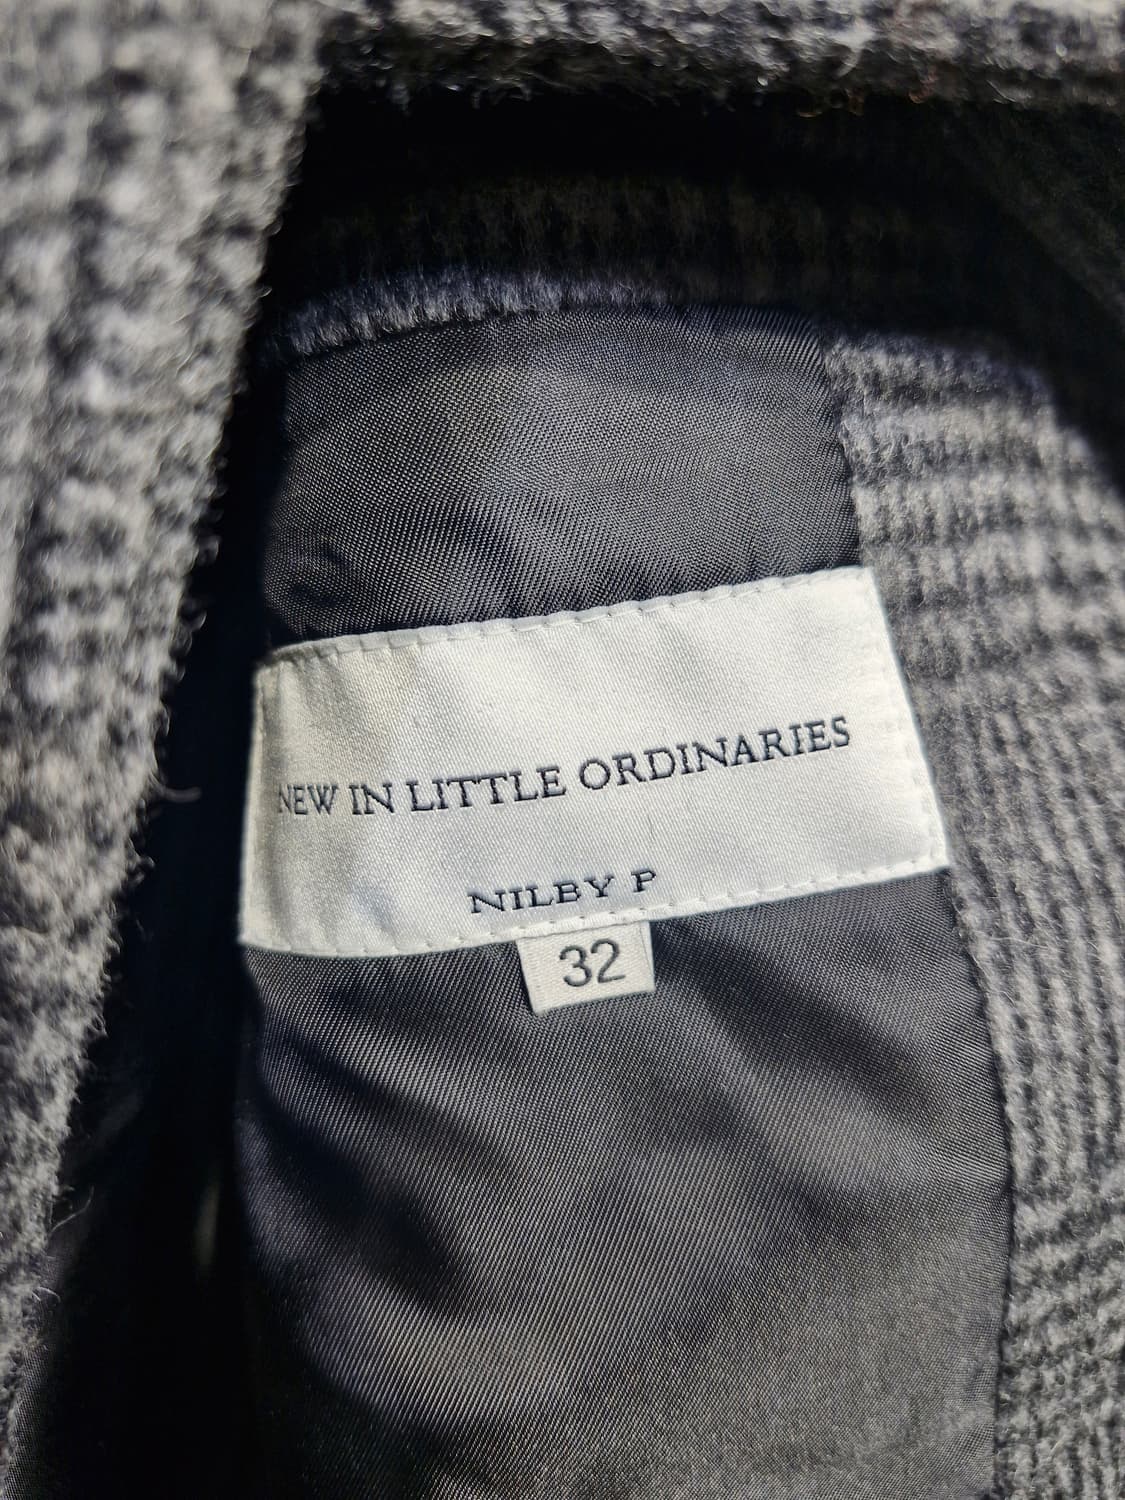 NEW IN LITTLE ORDINARIES
NILBY P
32